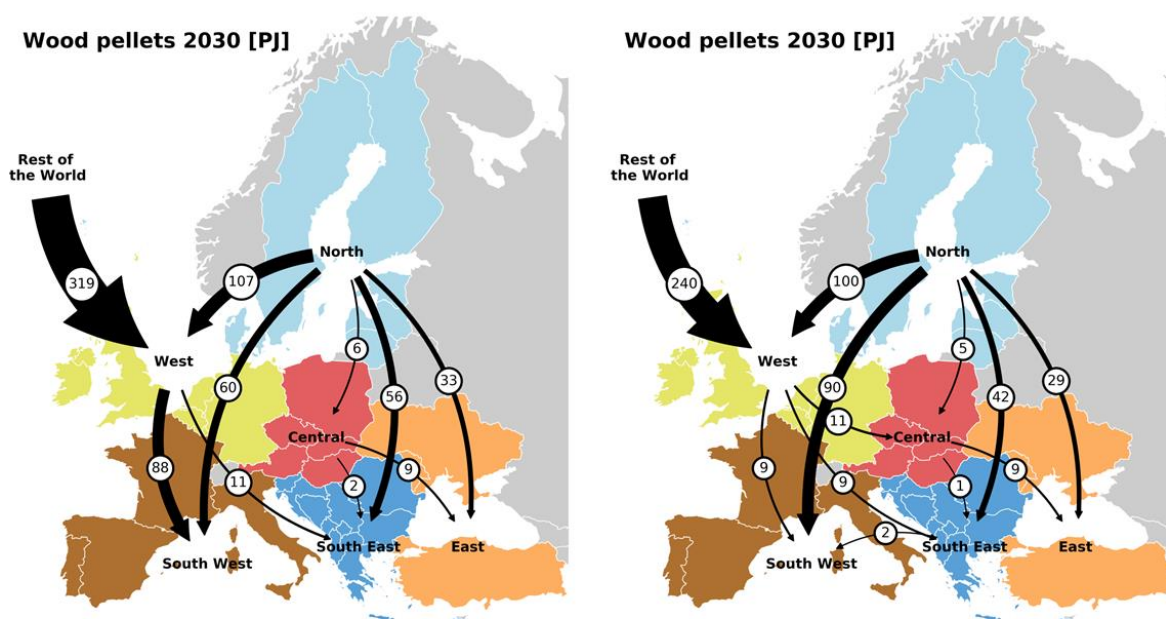 Wood pellets 2030 [PJ]
Rest of
the World
North
107
319
West
6
60
33
56
Central
88
9
11
2
South East
East
South West
Wood pellets 2030 [PJ]
Rest of
the World
North
100
240
West
5
90
29
42
11
Central
9
9
9
1
2
South East
East
South West